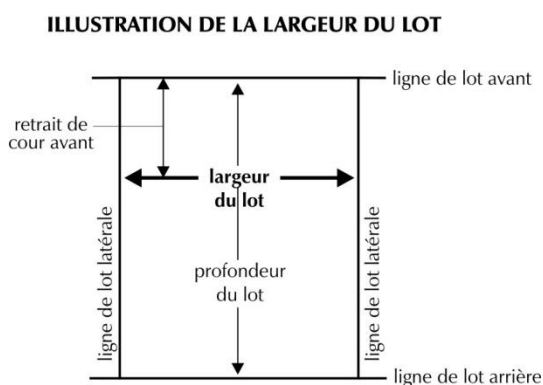 ILLUSTRATION DE LA LARGEUR DU LOT
ligne de lot avant
retrait de
cour avant
largeur
du lot
ligne de lot latérale
profondeur
du lot
ligne de lot latérale
ligne de lot arrière